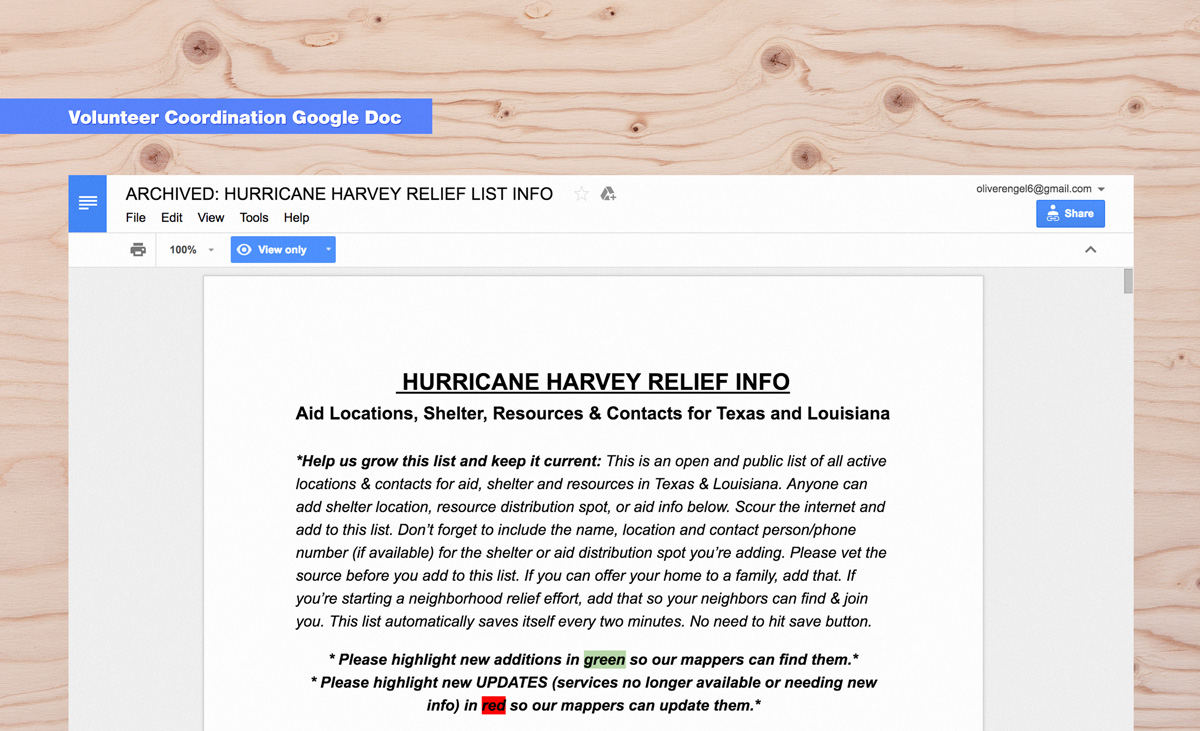 Volunteer Coordination Google Doc
ARCHIVED: HURRICANE HARVEY RELIEF LIST INFO
oliverengel6@gmail.com
File Edit View Tools Help
Share
100%
View only
HURRICANE HARVEY RELIEF INFO
Aid Locations, Shelter, Resources & Contacts for Texas and Louisiana
*Help us grow this list and keep it current: This is an open and public list of all active
locations & contacts for aid, shelter and resources in Texas & Louisiana. Anyone can
add shelter location, resource distribution spot, or aid info below. Scour the internet and
add to this list. Don’t forget to include the name, location and contact person/phone
number (if available) for the shelter or aid distribution spot you’re adding. Please vet the
source before you add to this list. If you can offer your home to a family, add that. If
you’re starting a neighborhood relief effort, add that so your neighbors can find & join
you. This list automatically saves itself every two minutes. No need to hit save button.
* Please highlight new additions in green so our mappers can find them.*
* Please highlight new UPDATES (services no longer available or needing new
info) in red so our mappers can update them.*